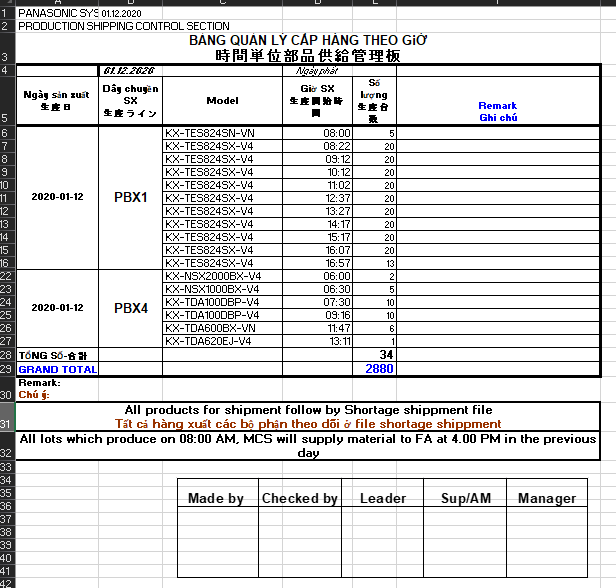 PANASONIC SYS 01.12.2020
PRODUCTION SHIPPING CONTROL SECTION
BẢNG QUẢN LÝ CẤP HÀNG THEO GIỜ
時間単位部品供給管理板
01.12.2626 Ngày phát
Ngày sản xuất 生産日 Dây chuyền SX 生産ライン Model Giờ SX 生産開始時間 Số lượng 生産台数 Remark Ghi chú
2020-01-12 PBX1
KX-TES824SN-VN 08:00 5
KX-TES824SX-V4 08:22 20
KX-TES824SX-V4 09:12 20
KX-TES824SX-V4 10:12 20
KX-TES824SX-V4 11:02 20
KX-TES824SX-V4 12:37 20
KX-TES824SX-V4 13:27 20
KX-TES824SX-V4 14:17 20
KX-TES824SX-V4 15:17 20
KX-TES824SX-V4 16:07 20
KX-TES824SX-V4 16:57 13
2020-01-12 PBX4
KX-NSX2000BX-V4 06:00 2
KX-NSX1000BX-V4 06:30 5
KX-TDA100DBP-V4 07:30 10
KX-TDA100DBP-V4 09:16 10
KX-TDA600BX-VN 11:47 6
KX-TDA620EJ-V4 13:11 1
TỔNG SỐ-合計 34
GRAND TOTAL 2880
Remark:
Chú ý:
All products for shipment follow by Shortage shippment file
Tất cả hàng xuất các bộ phận theo dõi ở file shortage shippment
All lots which produce on 08:00 AM, MCS will supply material to FA at 4.00 PM in the previous
day
Made by Checked by Leader Sup/AM Manager